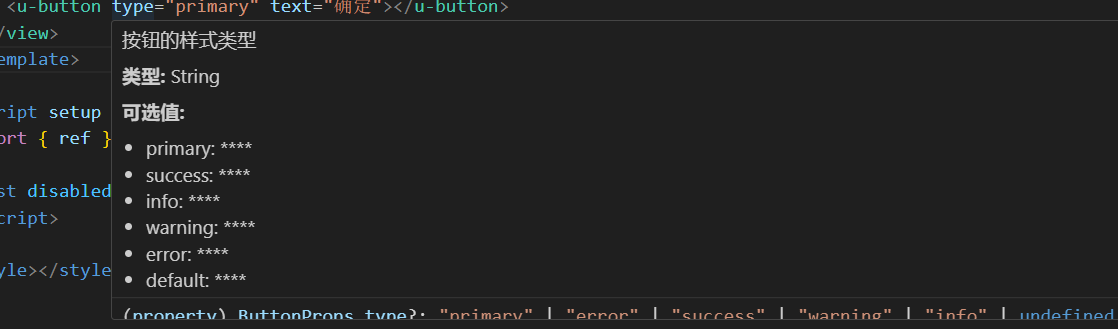 <u-button type="primary" text="确定"></u-button>
/view>
emplate>
按钮的样式类型
类型: String
可选值:
ript setup
ort { ref }
st disabled
cript>
yle></style
• primary: ****
• success: ****
• info: ****
• warning: ****
• error: ****
• default: ****
(property) ButtonProps.type?: "primary" | "error" | "success" | "warning" | "info" | undefined